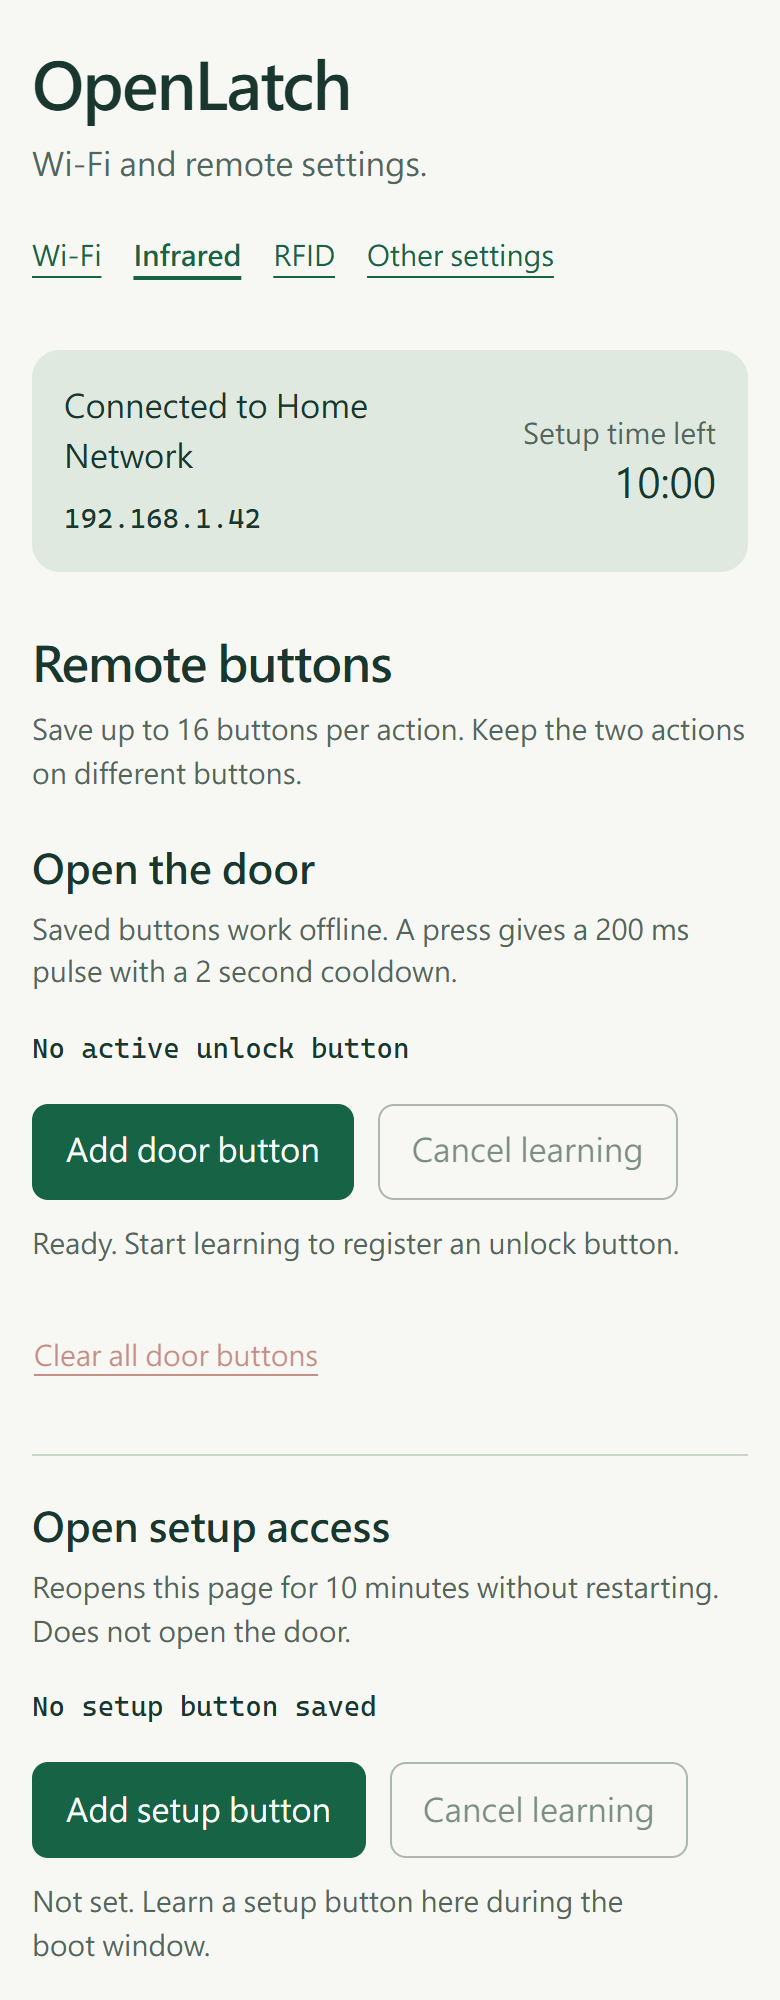 OpenLatch
Wi-Fi and remote settings.
Wi-Fi Infrared RFID Other settings
Connected to Home
Network
192.168.1.42
Setup time left
10:00
Remote buttons
Save up to 16 buttons per action. Keep the two actions
on different buttons.
Open the door
Saved buttons work offline. A press gives a 200 ms
pulse with a 2 second cooldown.
No active unlock button
Add door button Cancel learning
Ready. Start learning to register an unlock button.
Clear all door buttons
Open setup access
Reopens this page for 10 minutes without restarting.
Does not open the door.
No setup button saved
Add setup button Cancel learning
Not set. Learn a setup button here during the
boot window.